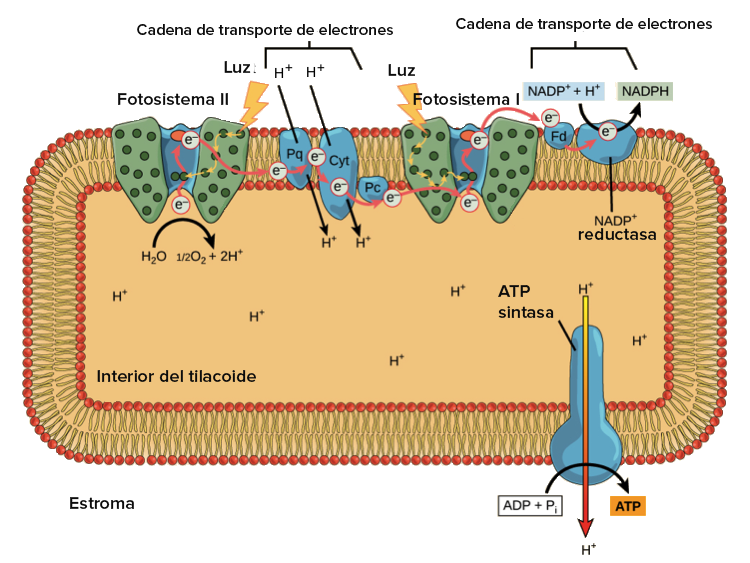 Cadena de transporte de electrones
Cadena de transporte de electrones
Luz
H⁺
H⁺
Luz
Fotosistema II
Fotosistema I
NADP⁺ + H⁺
NADPH
e⁻
e⁻
e⁻
e⁻
Fd
Pq
e⁻
Cyt
e⁻
e⁻
Pc
e⁻
e⁻
e⁻
NADP⁺
reductasa
H⁺
H⁺
H₂O
1/2O₂ + 2H⁺
H⁺
H⁺
H⁺
ATP
sintasa
H⁺
H⁺
H⁺
Interior del tilacoide
Estroma
ADP + Pᵢ
ATP
H⁺